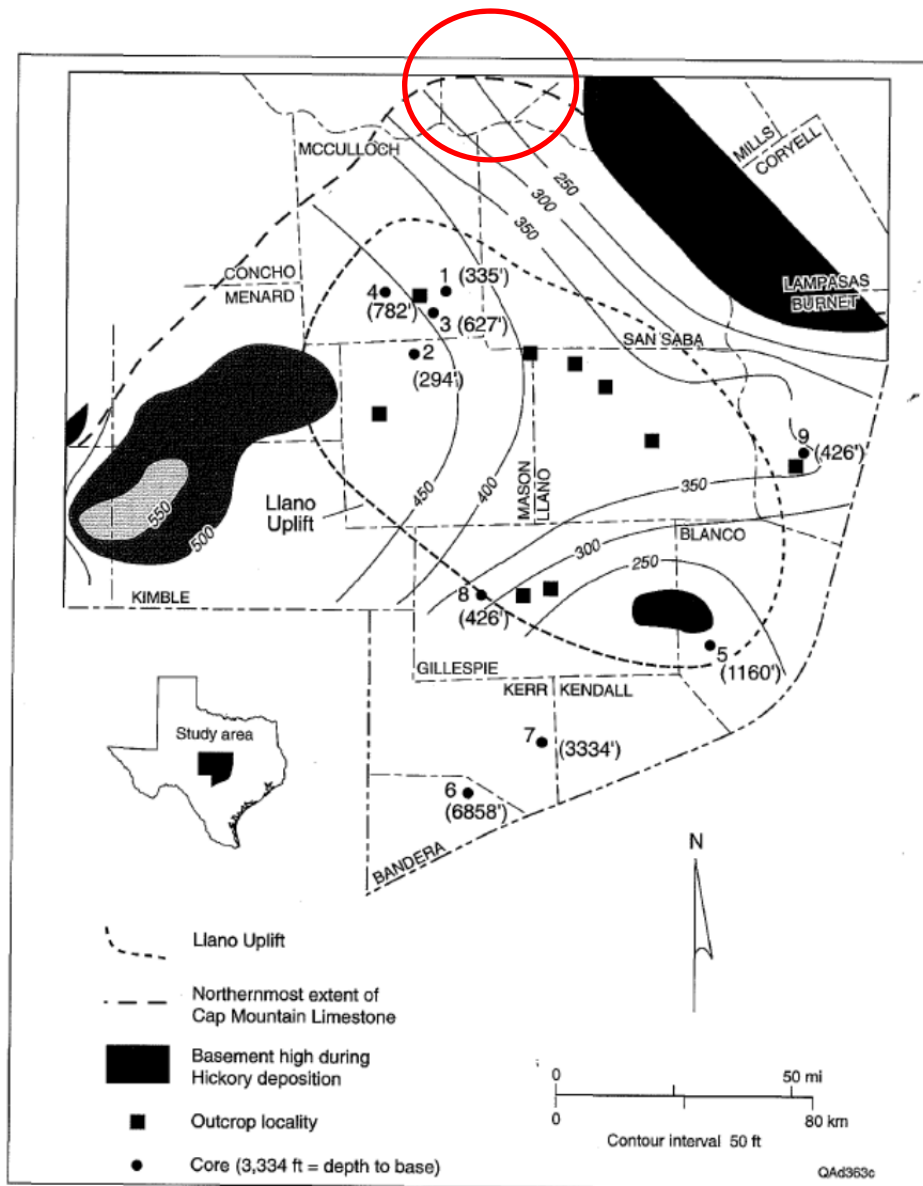 MCCULLOCH
MILLS
CORYELL
250
300
350
CONCHO
MENARD
1 (335')
4
(782')
3 (627')
2
(294')
LAMPASAS
BURNET
SAN SABA
9
(426')
MASON
LLANO
450
400
350
Llano
Uplift
550
500
BLANCO
300
250
KIMBLE
8
(426')
5
(1160')
GILLESPIE
KERR KENDALL
7
(3334')
6
(6858')
BANDERA
Study area
N
Llano Uplift
Northernmost extent of
Cap Mountain Limestone
Basement high during
Hickory deposition
Outcrop locality
Core (3,334 ft = depth to base)
0 50 mi
0 80 km
Contour interval 50 ft
QAd363c